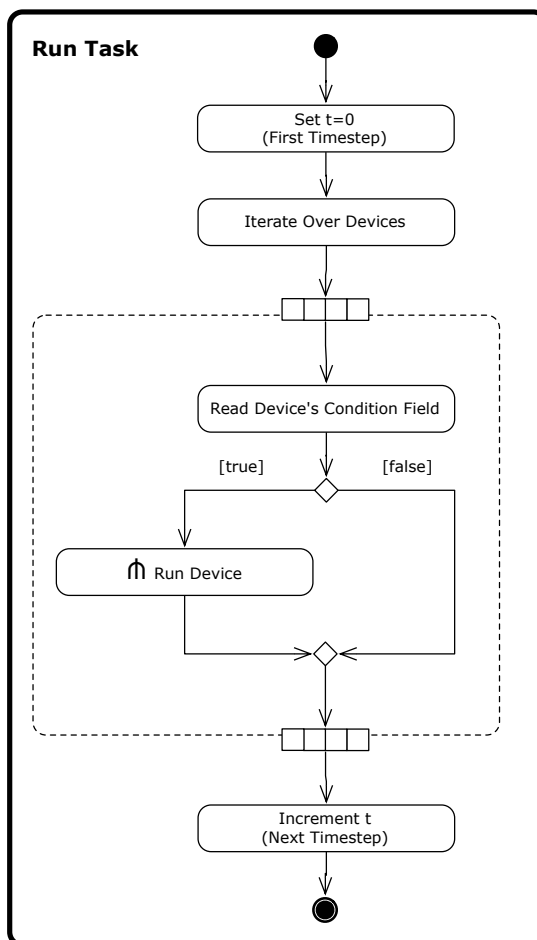 Run Task
Set t=0
(First Timestep)
Iterate Over Devices
Read Device's Condition Field
[true]
[false]
Run Device
Increment t
(Next Timestep)